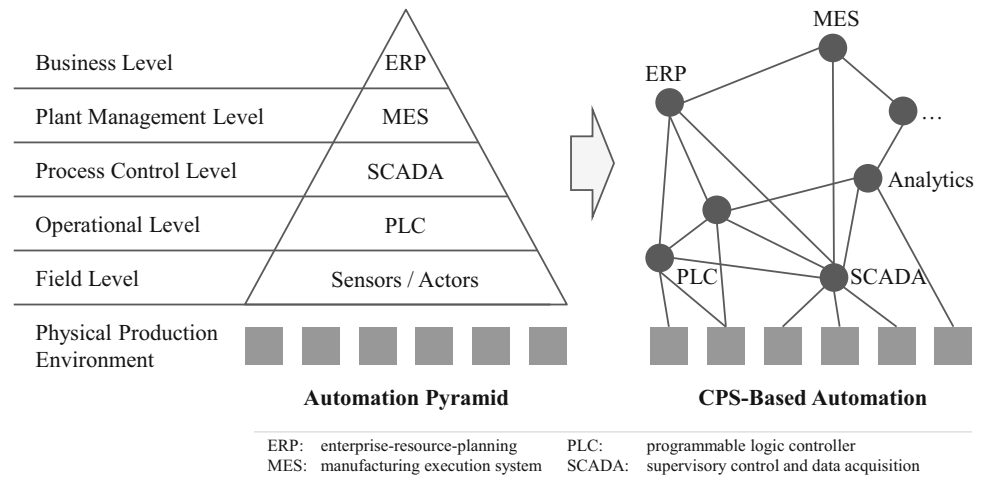 Business Level
ERP
Plant Management Level
MES
Process Control Level
SCADA
Operational Level
PLC
Field Level
Sensors / Actors
Physical Production
Environment
Automation Pyramid
MES
ERP
...
Analytics
PLC
SCADA
CPS-Based Automation
ERP: enterprise-resource-planning PLC: programmable logic controller
MES: manufacturing execution system SCADA: supervisory control and data acquisition